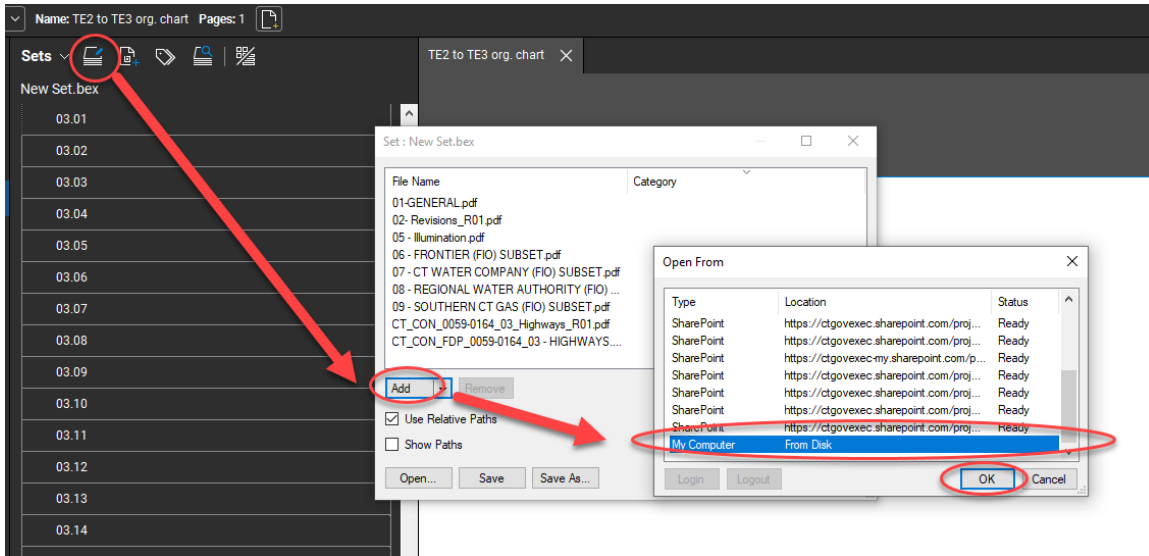 Name: TE2 to TE3 org. chart Pages: 1
Sets
TE2 to TE3 org. chart
New Set.bex
03.01
03.02
03.03
03.04
03.05
03.06
03.07
03.08
03.09
03.10
03.11
03.12
03.13
03.14
Set : New Set.bex
File Name Category
01-GENERAL.pdf
02- Revisions_R01.pdf
05 - Illumination.pdf
06 - FRONTIER (FIO) SUBSET.pdf
07 - CT WATER COMPANY (FIO) SUBSET.pdf
08 - REGIONAL WATER AUTHORITY (FIO) ...
09 - SOUTHERN CT GAS (FIO) SUBSET.pdf
CT_CON_0059-0164_03_Highways_R01.pdf
CT_CON_FDP_0059-0164_03 - HIGHWAYS....
Add Remove
Use Relative Paths
Show Paths
Open... Save Save As...
Open From
Type Location Status
SharePoint https://ctgovexec.sharepoint.com/proj... Ready
SharePoint https://ctgovexec.sharepoint.com/proj... Ready
SharePoint https://ctgovexec-my.sharepoint.com/p... Ready
SharePoint https://ctgovexec.sharepoint.com/proj... Ready
SharePoint https://ctgovexec.sharepoint.com/proj... Ready
SharePoint https://ctgovexec.sharepoint.com/proj... Ready
SharePoint https://ctgovexec.sharepoint.com/proj... Ready
My Computer From Disk
Login Logout OK Cancel